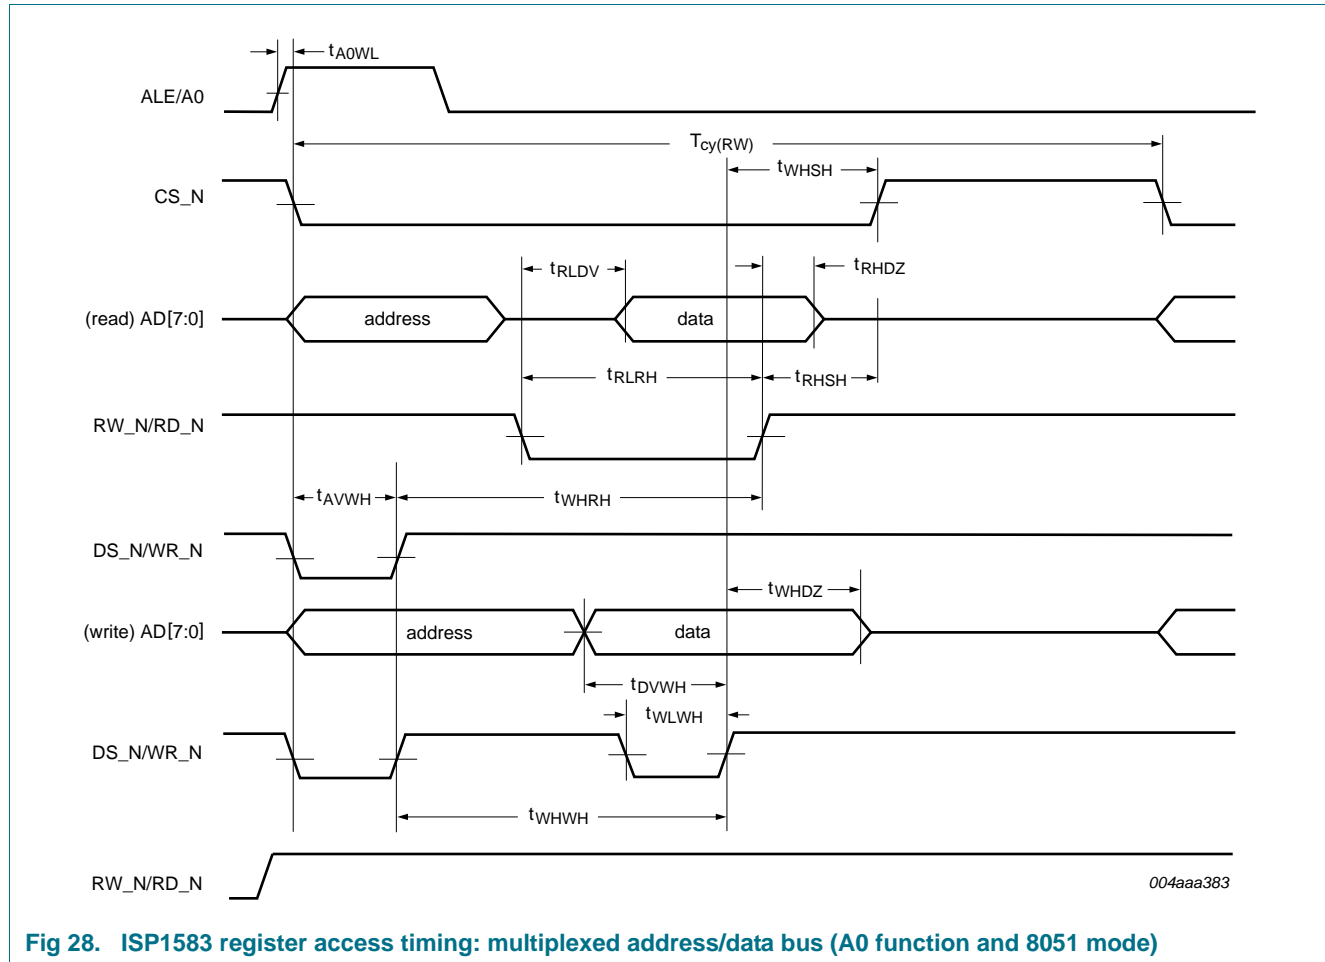 tA0WL
ALE/A0
Tcy(RW)
tWHSH
CS_N
tRLDV
tRHDZ
(read) AD[7:0]
address
data
tRLRH
tRHSH
RW_N/RD_N
tAVWH
tWHRH
DS_N/WR_N
tWHDZ
(write) AD[7:0]
address
data
tDVWH
tWLWH
DS_N/WR_N
tWHWH
RW_N/RD_N
004aaa383
Fig 28. ISP1583 register access timing: multiplexed address/data bus (A0 function and 8051 mode)